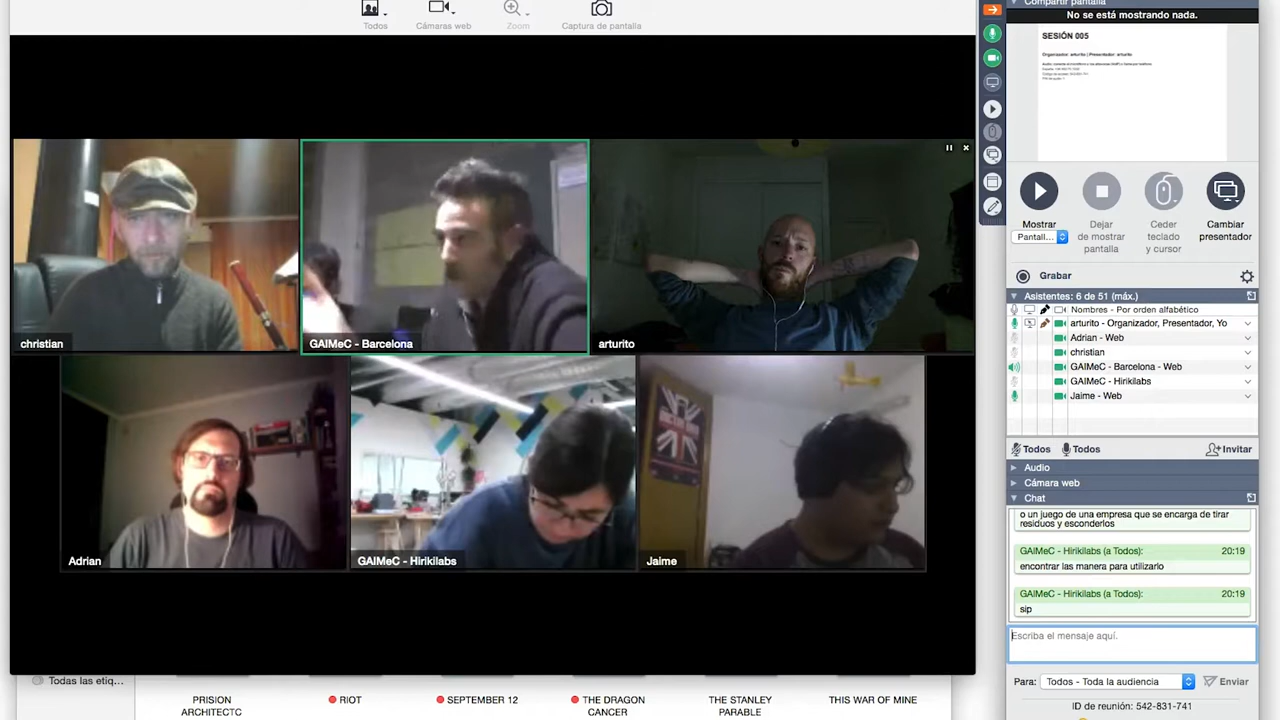 Todos
Cámaras web
Zoom
Captura de pantalla
Compartir pantalla
No se está mostrando nada.
SESIÓN 005
Organizador: arturito | Presentador: arturito
Mostrar
Pantall...
Dejar
de mostrar
pantalla
Ceder
teclado
y cursor
Cambiar
presentador
Grabar
Asistentes: 6 de 51 (máx.)
Nombres - Por orden alfabético
arturito - Organizador, Presentador, Yo
Adrian - Web
christian
GAIMeC - Barcelona - Web
GAIMeC - Hirikilabs
Jaime - Web
Todos
Todos
Invitar
Audio
Cámara web
Chat
o un juego de una empresa que se encarga de tirar
residuos y esconderlos
GAIMeC - Hirikilabs (a Todos): 20:19
encontrar las manera para utilizarlo
GAIMeC - Hirikilabs (a Todos): 20:19
sip
Escriba el mensaje aquí.
Para: Todos - Toda la audiencia Enviar
ID de reunión: 542-831-741
christian
GAIMeC - Barcelona
arturito
Adrian
GAIMeC - Hirikilabs
Jaime
Todas las etiq...
PRISION
ARCHITECTC
RIOT
SEPTEMBER 12
THE DRAGON
CANCER
THE STANLEY
PARABLE
THIS WAR OF MINE